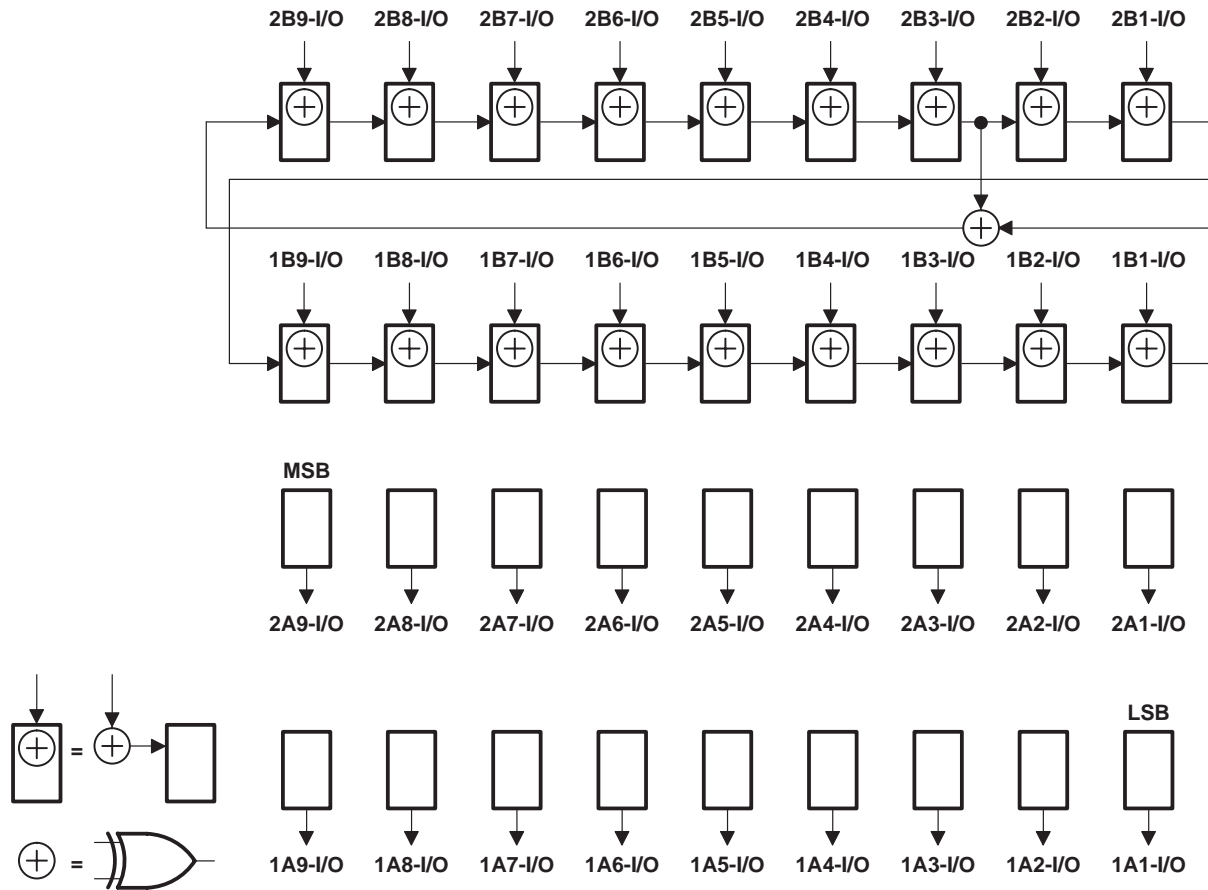 2B9-I/O 2B8-I/O 2B7-I/O 2B6-I/O 2B5-I/O 2B4-I/O 2B3-I/O 2B2-I/O 2B1-I/O
1B9-I/O 1B8-I/O 1B7-I/O 1B6-I/O 1B5-I/O 1B4-I/O 1B3-I/O 1B2-I/O 1B1-I/O
MSB
2A9-I/O 2A8-I/O 2A7-I/O 2A6-I/O 2A5-I/O 2A4-I/O 2A3-I/O 2A2-I/O 2A1-I/O
LSB
=
=
1A9-I/O 1A8-I/O 1A7-I/O 1A6-I/O 1A5-I/O 1A4-I/O 1A3-I/O 1A2-I/O 1A1-I/O